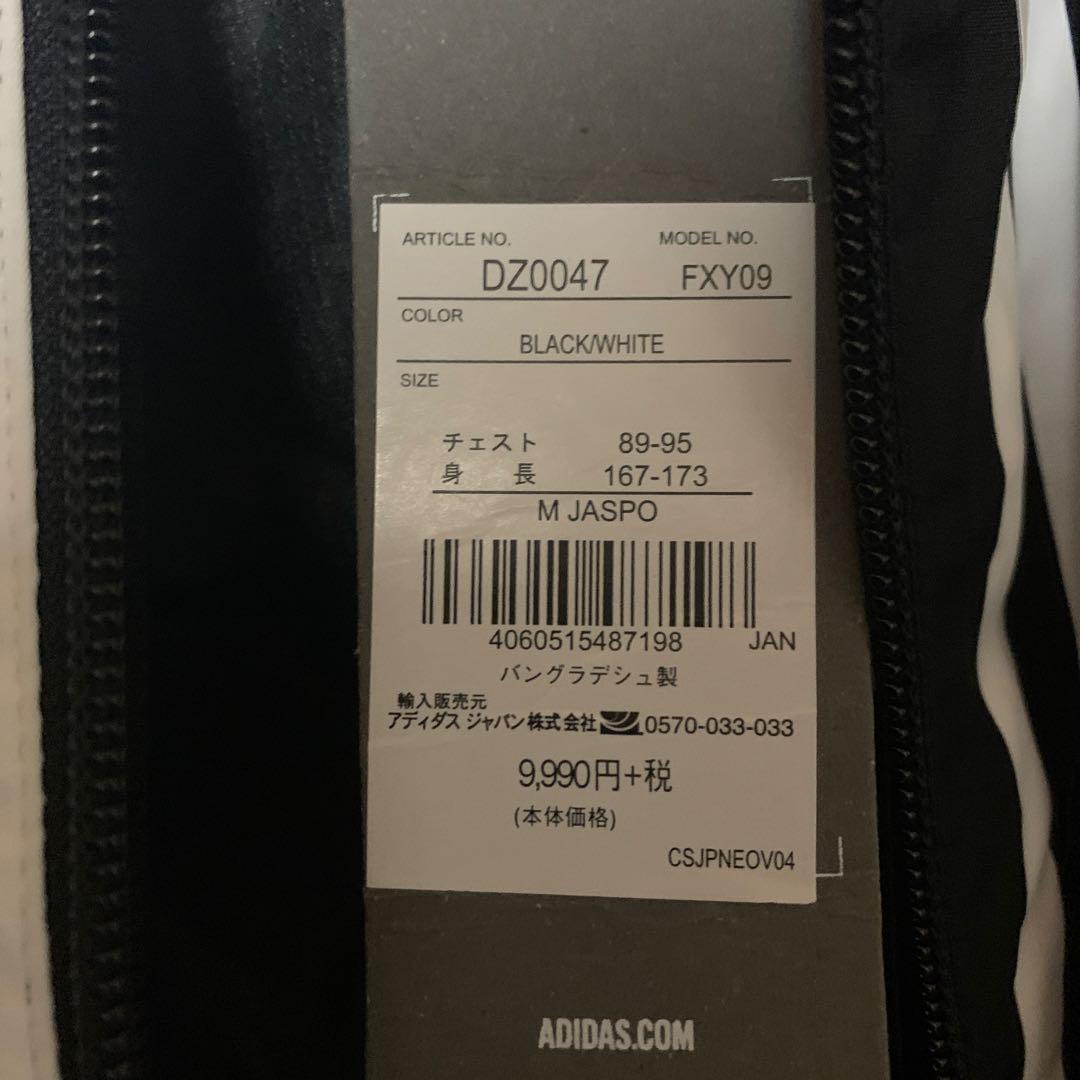 ARTICLE NO. MODEL NO.
DZ0047 FXY09
COLOR
BLACK/WHITE
SIZE
チェスト 89-95
身 長 167-173
M JASPO
4060515487198 JAN
バングラデシュ製
輸入販売元
アディダス ジャパン株式会社 0570-033-033
9,990円+税
(本体価格)
CSJPNEOV04
ADIDAS.COM